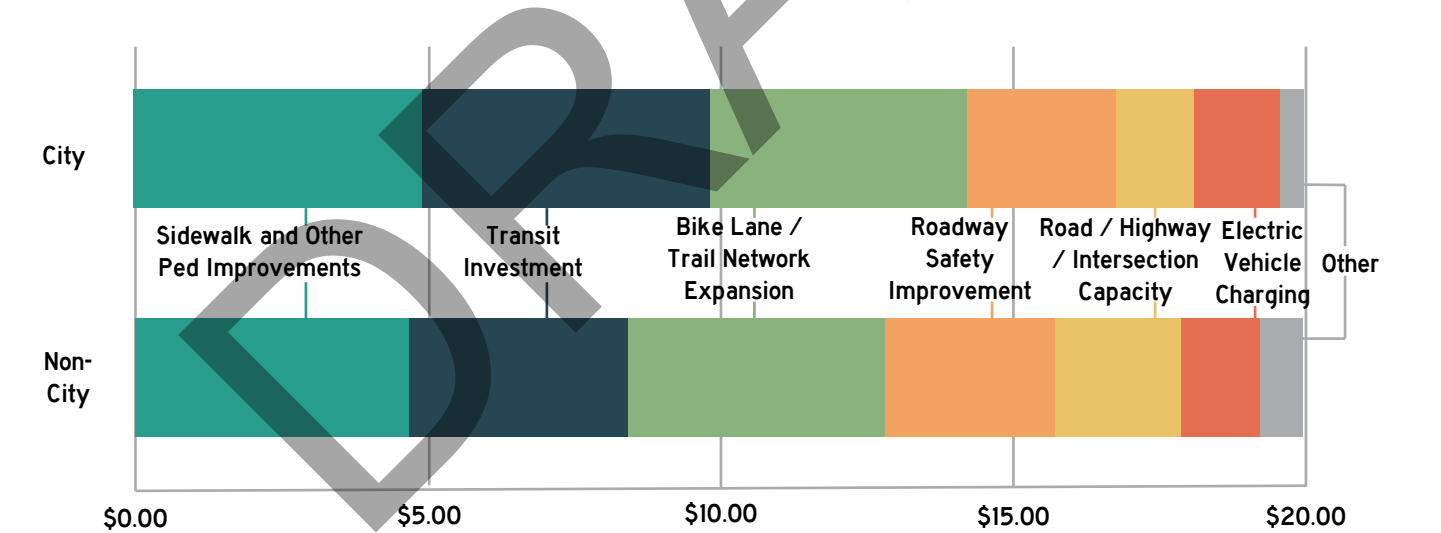 DRA
City
Sidewalk and Other
Ped Improvements
Transit
Investment
Bike Lane /
Trail Network
Expansion
Roadway
Safety
Improvement
Road / Highway
/ Intersection
Capacity
Electric
Vehicle
Charging
Other
Non-
City
$0.00
$5.00
$10.00
$15.00
$20.00